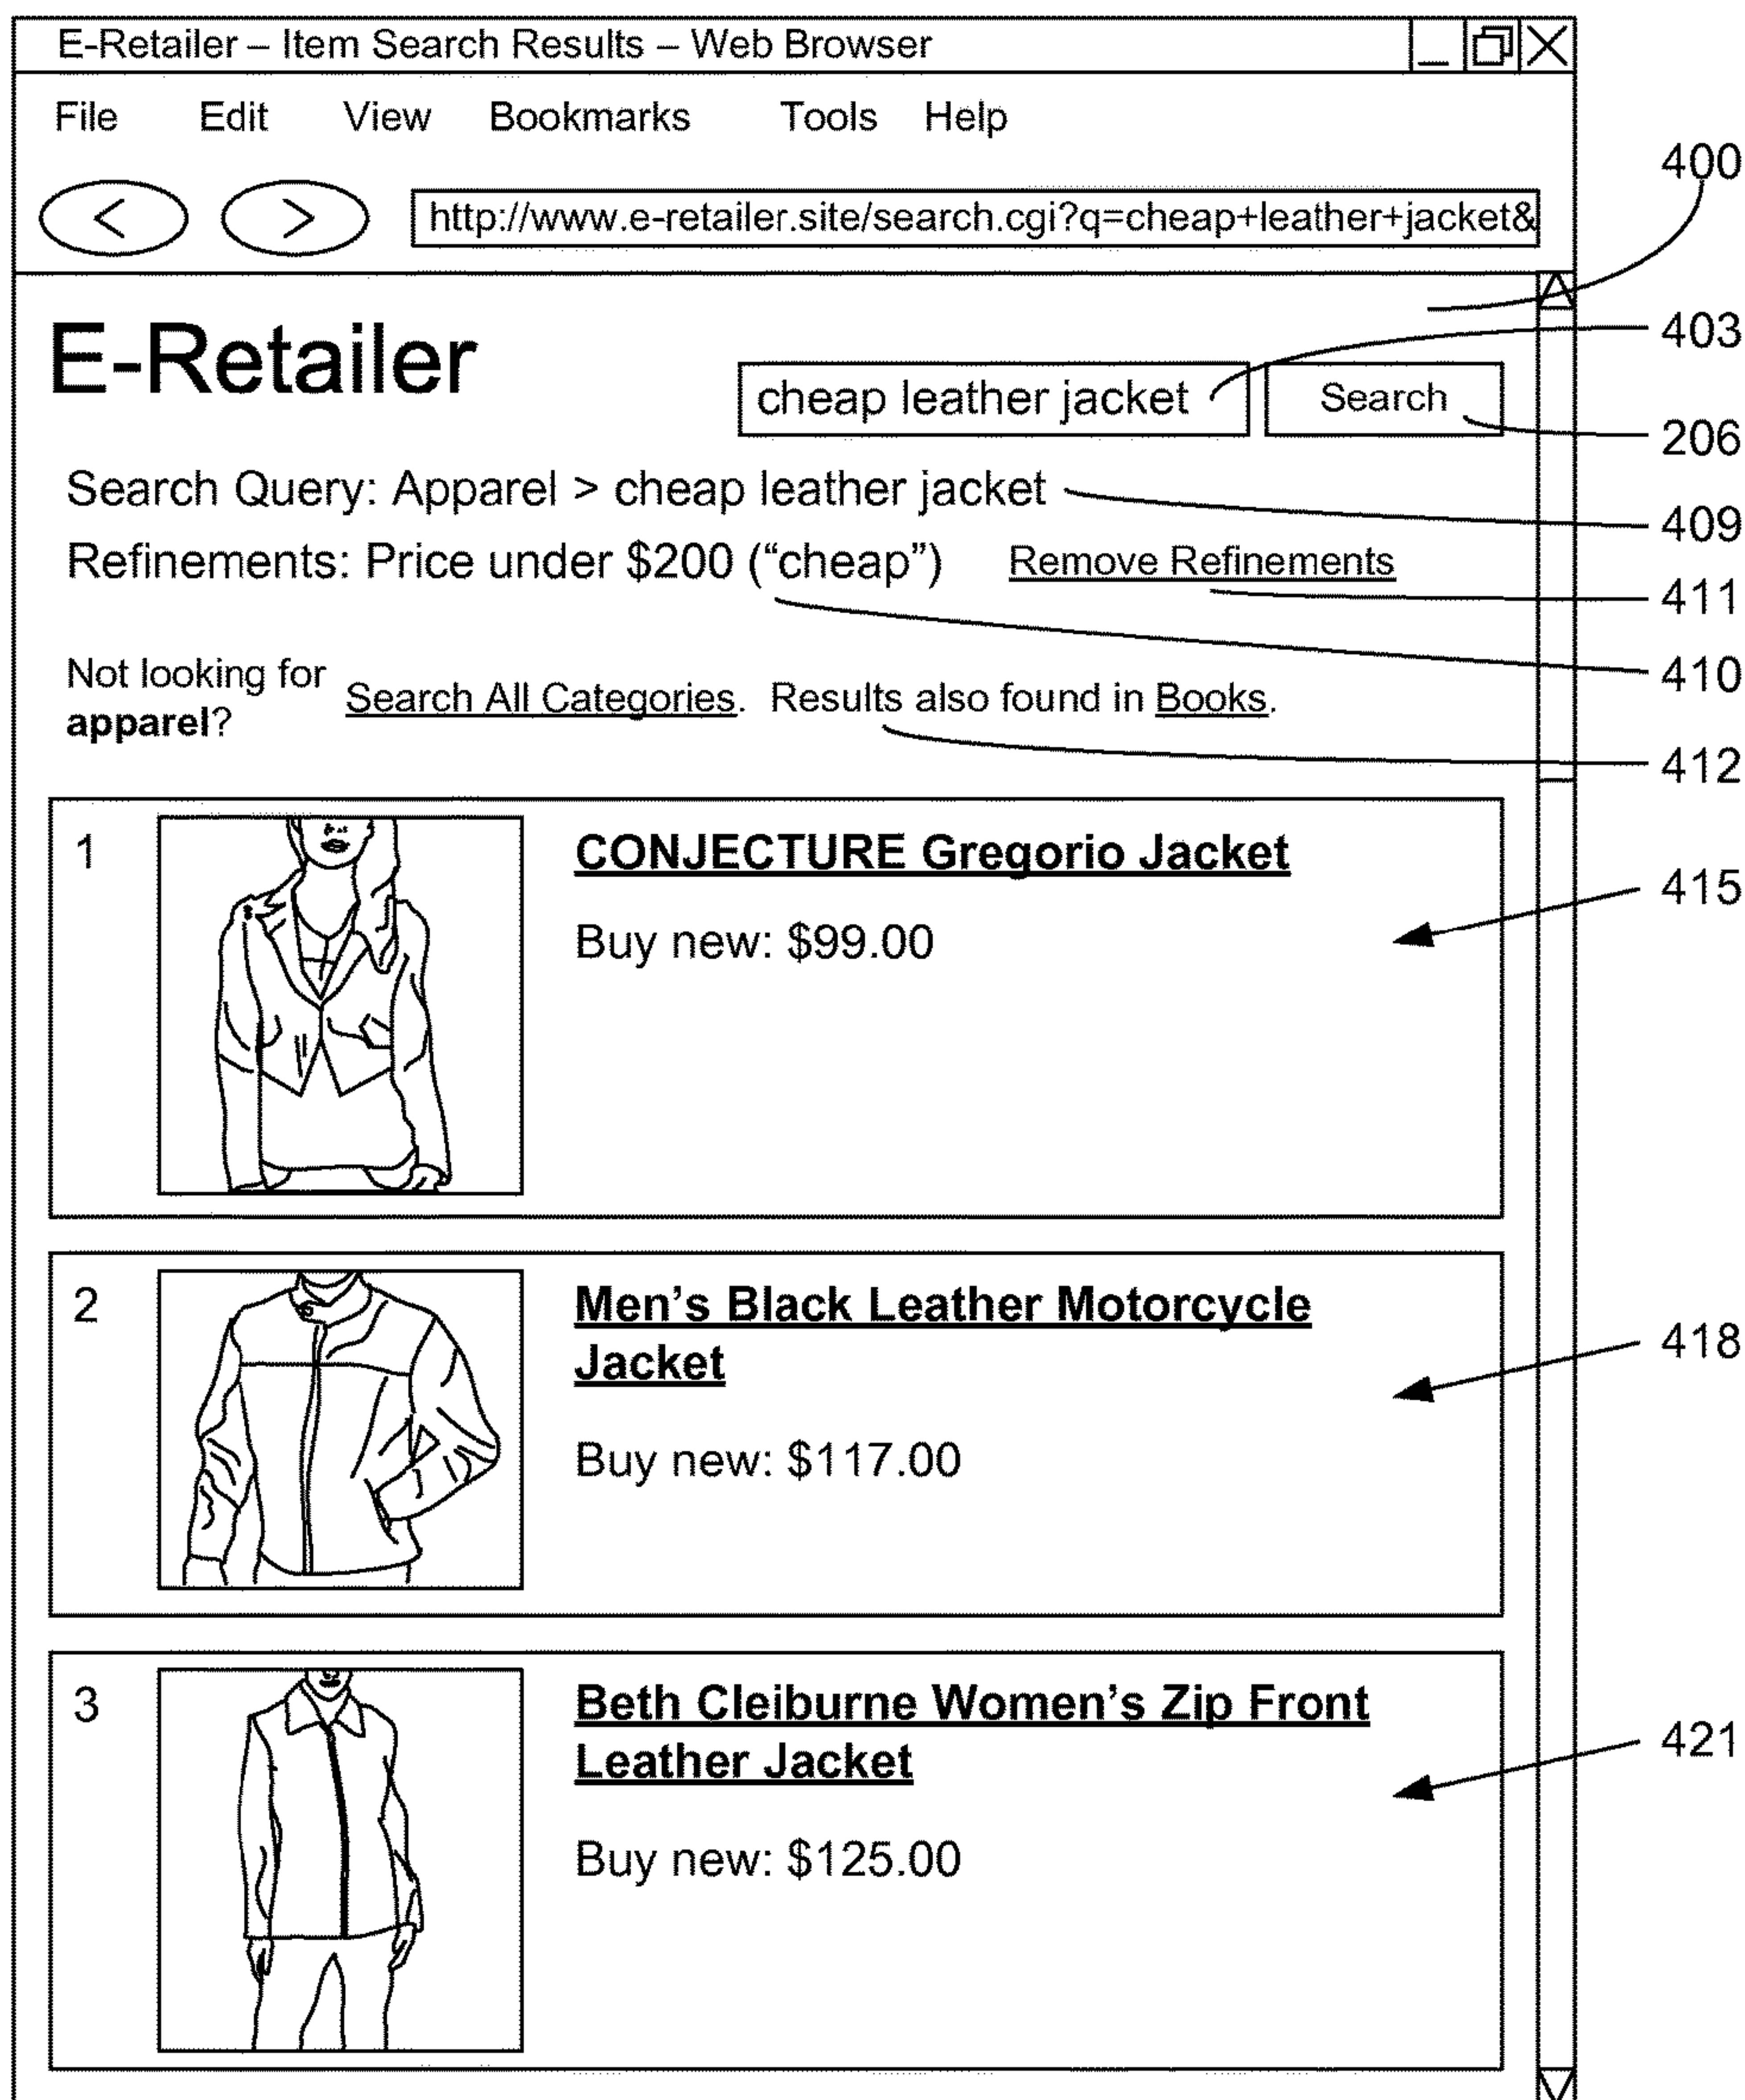 E-Retailer – Item Search Results – Web Browser
File Edit View Bookmarks Tools Help
400
< > http://www.e-retailer.site/search.cgi?q=cheap+leather+jacket&
E-Retailer
403
cheap leather jacket Search
206
Search Query: Apparel > cheap leather jacket
409
Refinements: Price under $200 (“cheap”) Remove Refinements
411
410
Not looking for
apparel? Search All Categories. Results also found in Books.
412
1 CONJECTURE Gregorio Jacket
415
Buy new: $99.00
2 Men’s Black Leather Motorcycle
Jacket
418
Buy new: $117.00
3 Beth Cleiburne Women’s Zip Front
Leather Jacket
421
Buy new: $125.00